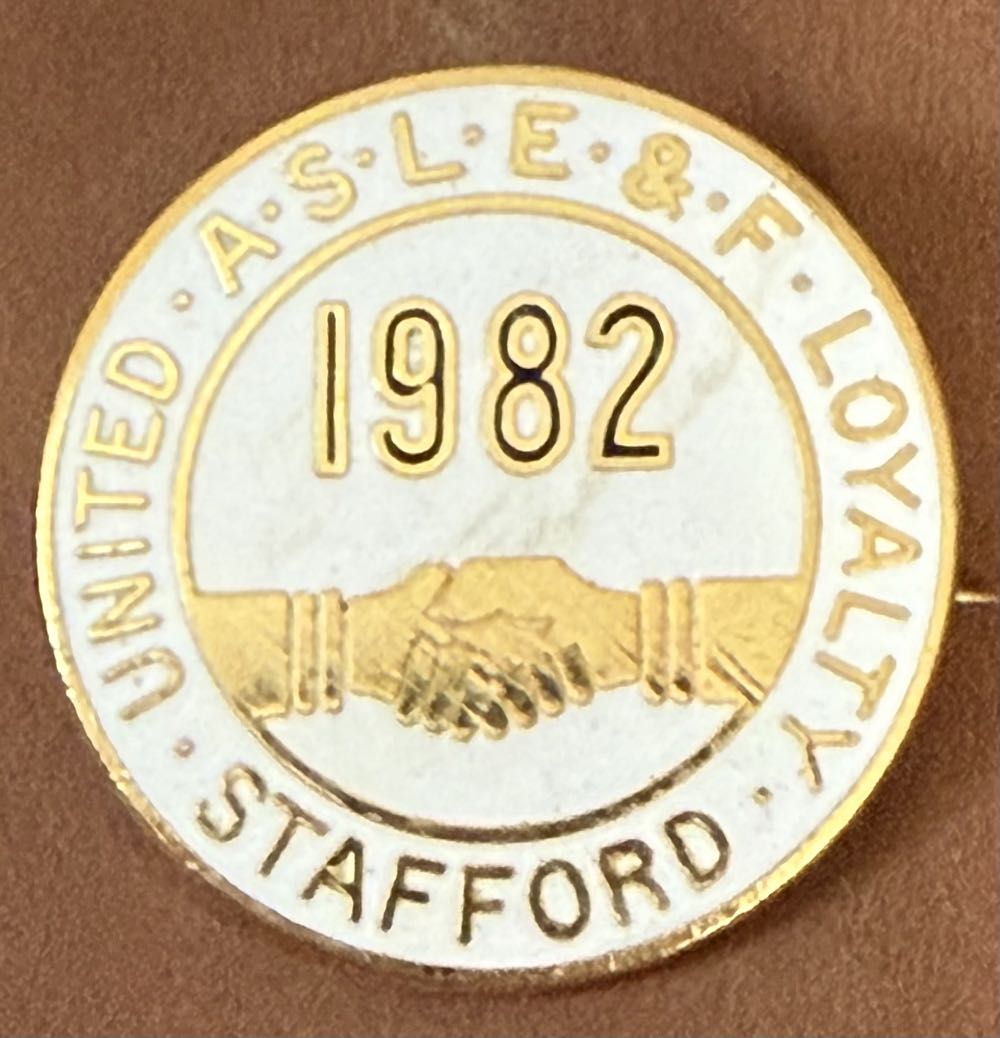 UNITED · A·S·L·E·&·F· LOYALTY ·
1982
· STAFFORD